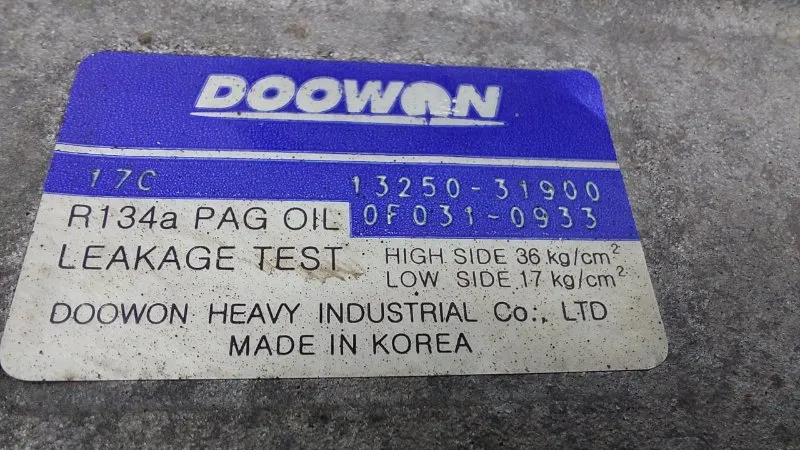 DOOWON
17C 13250-31900
R134a PAG OIL 0F031-0933
LEAKAGE TEST HIGH SIDE 36 kg/cm²
LOW SIDE 17 kg/cm²
DOOWON HEAVY INDUSTRIAL Co:, LTD
MADE IN KOREA